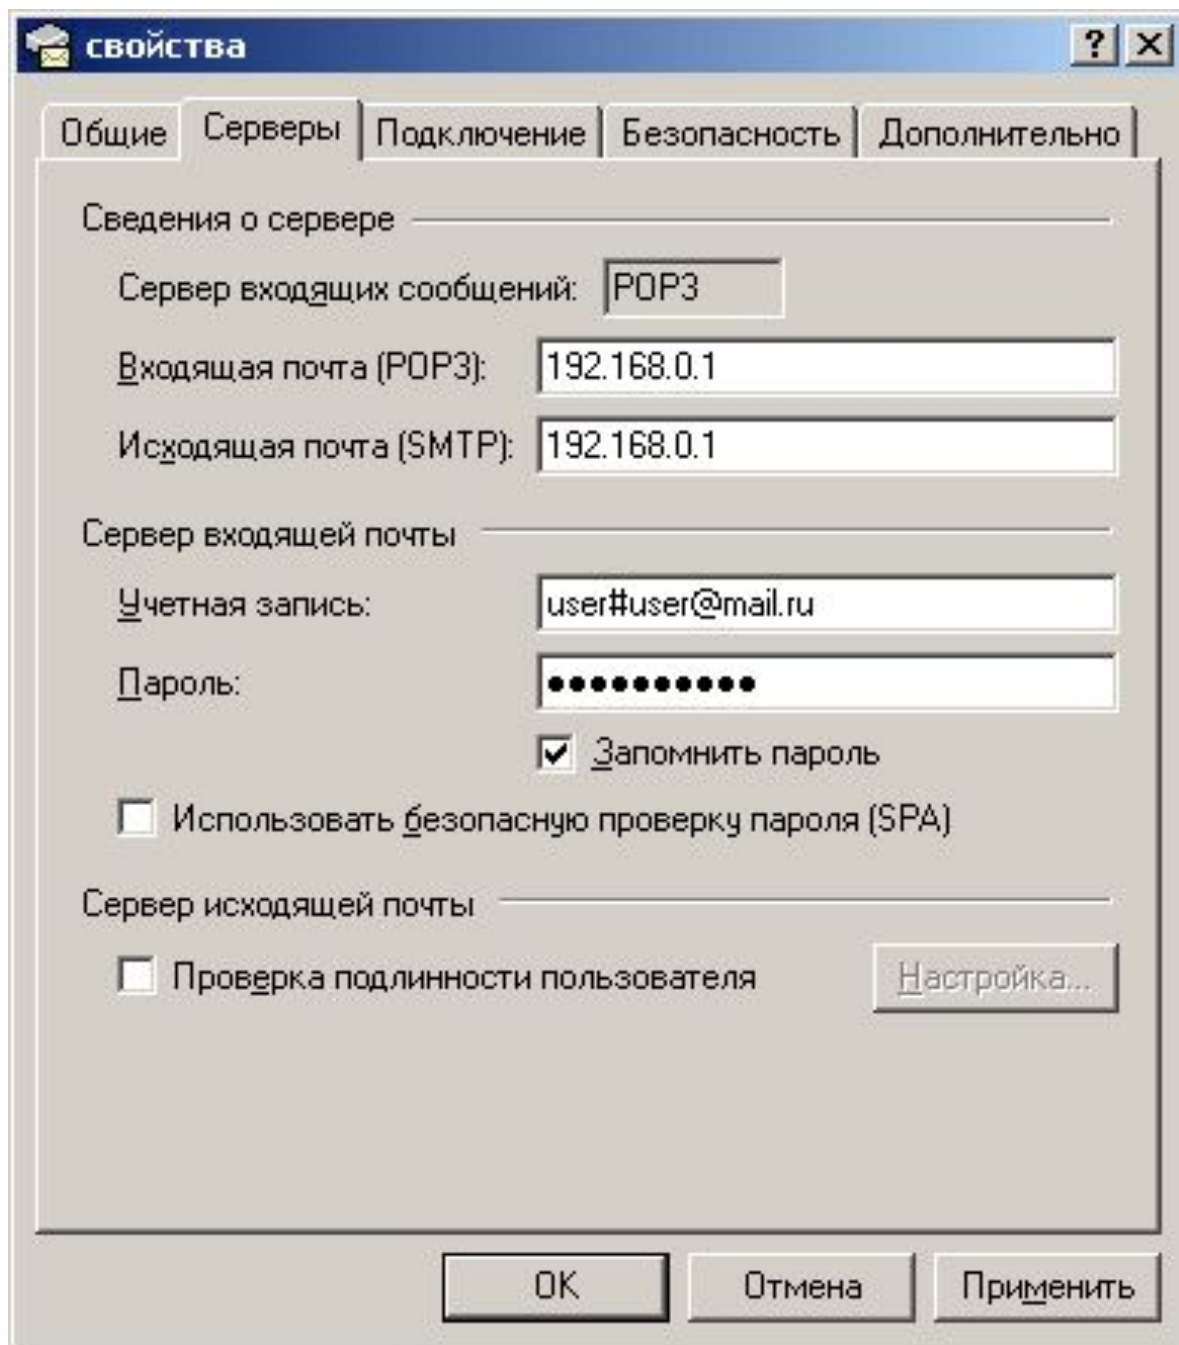 свойства
Общие Серверы Подключение Безопасность Дополнительно
Сведения о сервере
Сервер входящих сообщений: POP3
Входящая почта (POP3): 192.168.0.1
Исходящая почта (SMTP): 192.168.0.1
Сервер входящей почты
Учетная запись: user#user@mail.ru
Пароль: ●●●●●●●●●●
Запомнить пароль
Использовать безопасную проверку пароля (SPA)
Сервер исходящей почты
Проверка подлинности пользователя Настройка...
OK Отмена Применить